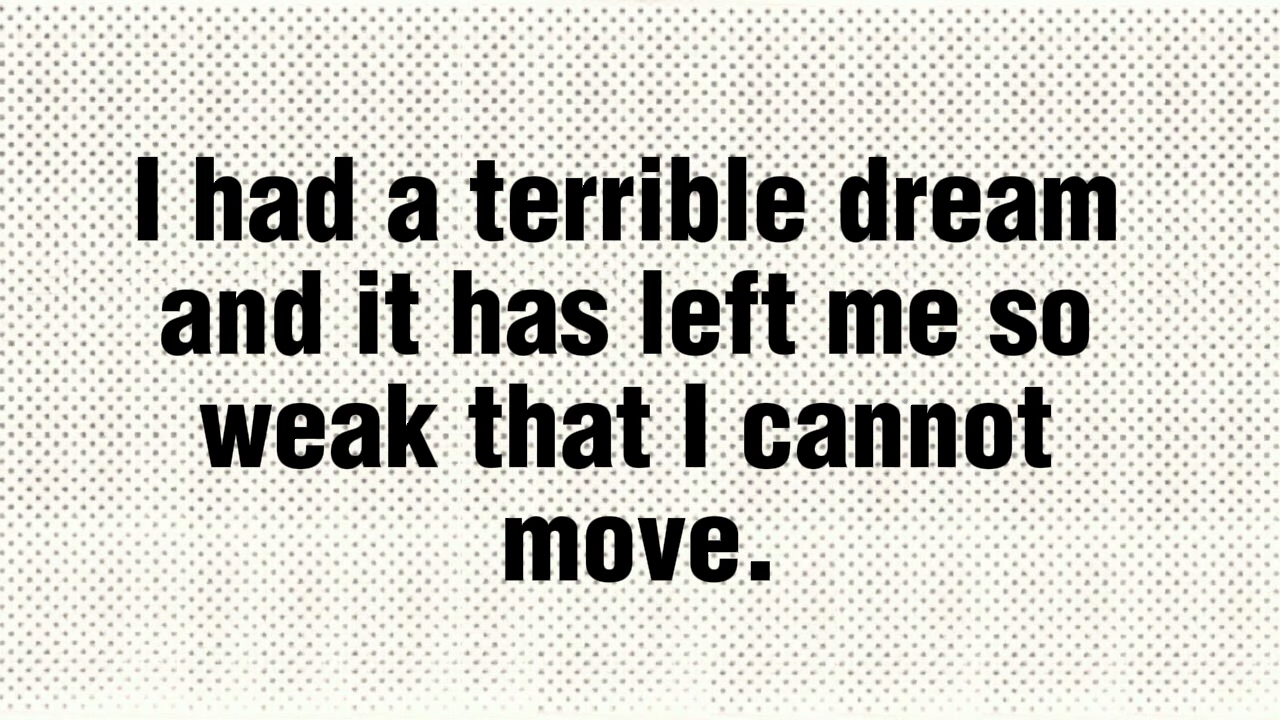 I had a terrible dream
and it has left me so
weak that I cannot
move.